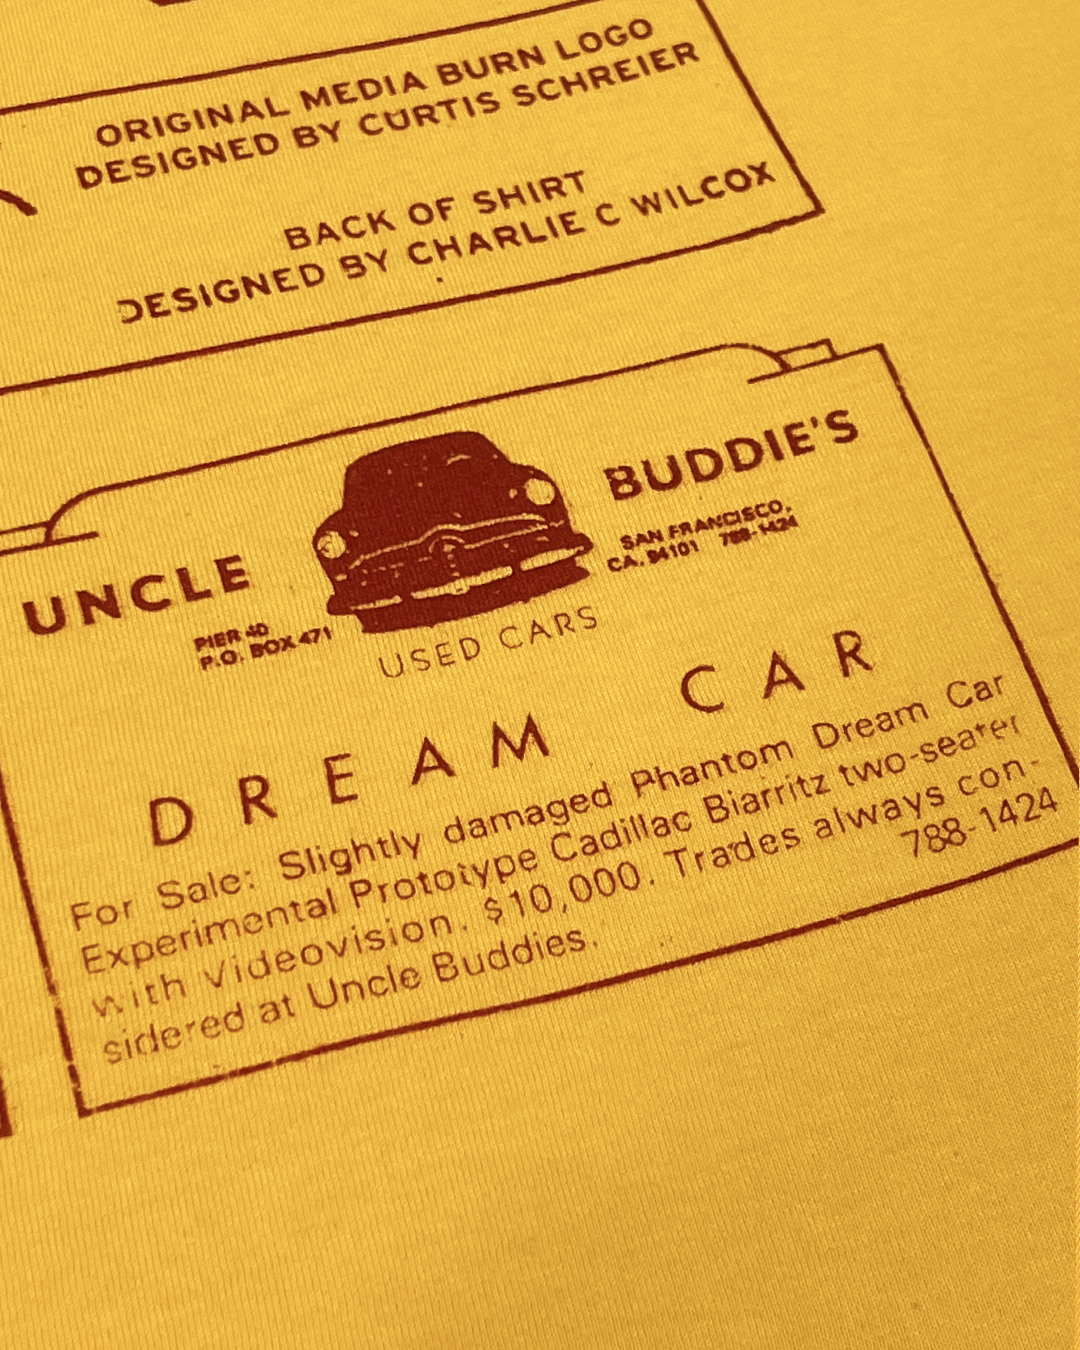 ORIGINAL MEDIA BURN LOGO
DESIGNED BY CURTIS SCHREIER
BACK OF SHIRT
DESIGNED BY CHARLIE C WILCOX
UNCLE BUDDIE'S
PIER 40
P.O. BOX 471
SAN FRANCISCO,
CA. 94101 788-1424
USED CARS
DREAM CAR
For Sale: Slightly damaged Phantom Dream Car
Experimental Prototype Cadillac Biarritz two-seater
with Videovision. $10,000. Trades always con-
sidered at Uncle Buddies. 788-1424